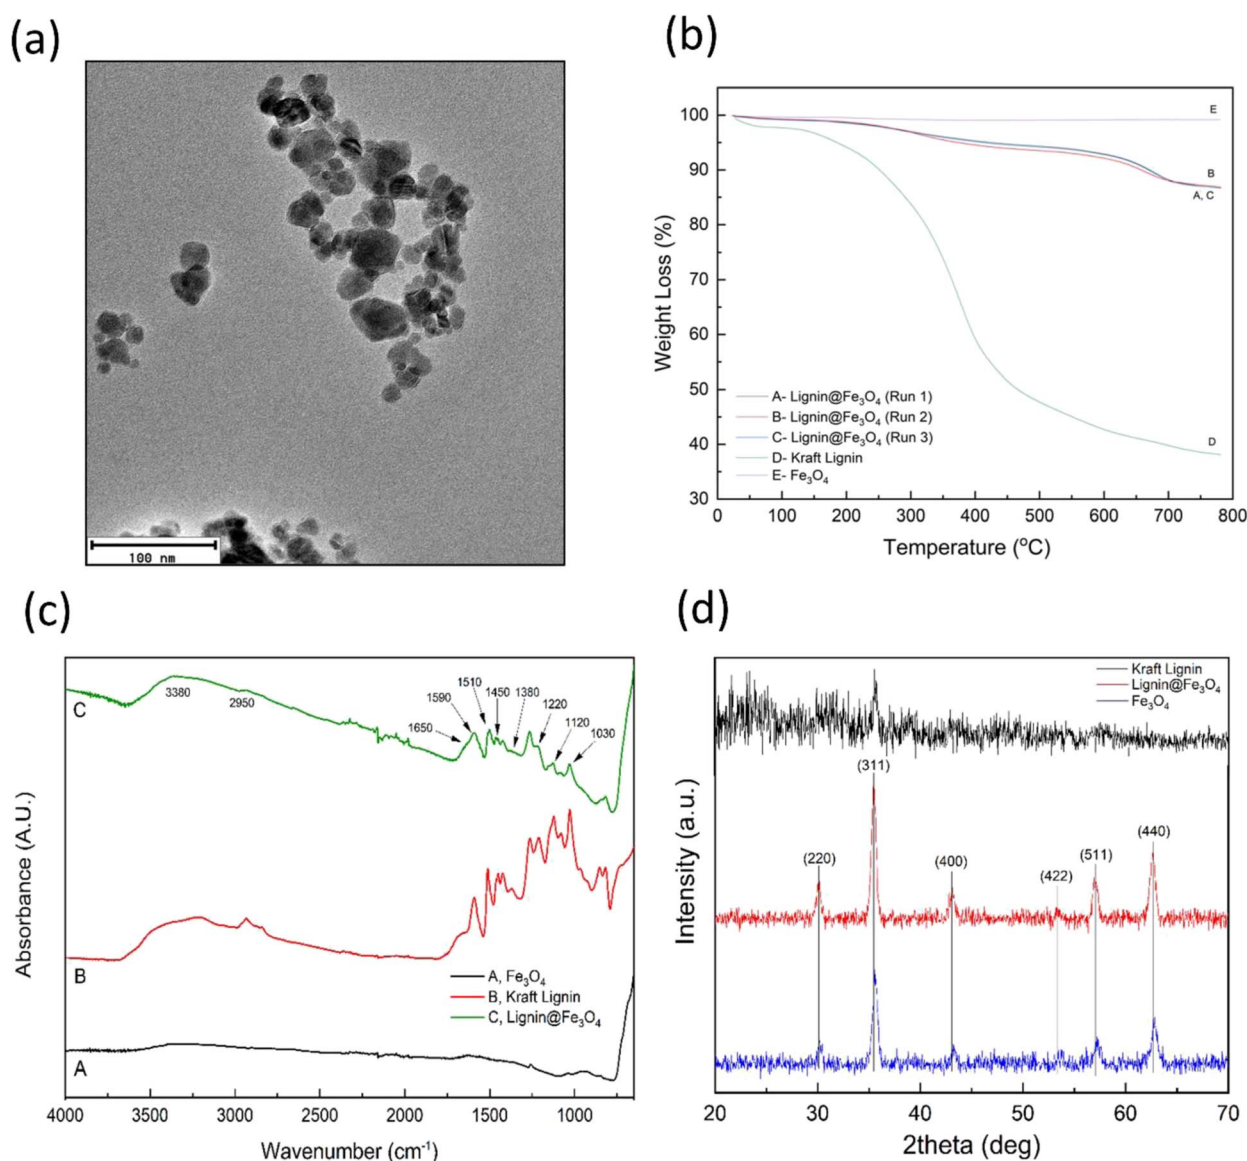 (a)
100 nm
(b)
Weight Loss (%)
100
90
80
70
60
50
40
30
E
B
A, C
D
A- Lignin@Fe₃O₄ (Run 1)
B- Lignin@Fe₃O₄ (Run 2)
C- Lignin@Fe₃O₄ (Run 3)
D- Kraft Lignin
E- Fe₃O₄
0 100 200 300 400 500 600 700 800
Temperature (°C)
(c)
Absorbance (A.U.)
C
3380
2950
1650
1590
1510
1450
1380
1220
1120
1030
B
A, Fe₃O₄
B, Kraft Lignin
C, Lignin@Fe₃O₄
A
4000 3500 3000 2500 2000 1500 1000
Wavenumber (cm⁻¹)
(d)
Intensity (a.u.)
Kraft Lignin
Lignin@Fe₃O₄
Fe₃O₄
(220)
(311)
(400)
(422)
(511)
(440)
20 30 40 50 60 70
2theta (deg)